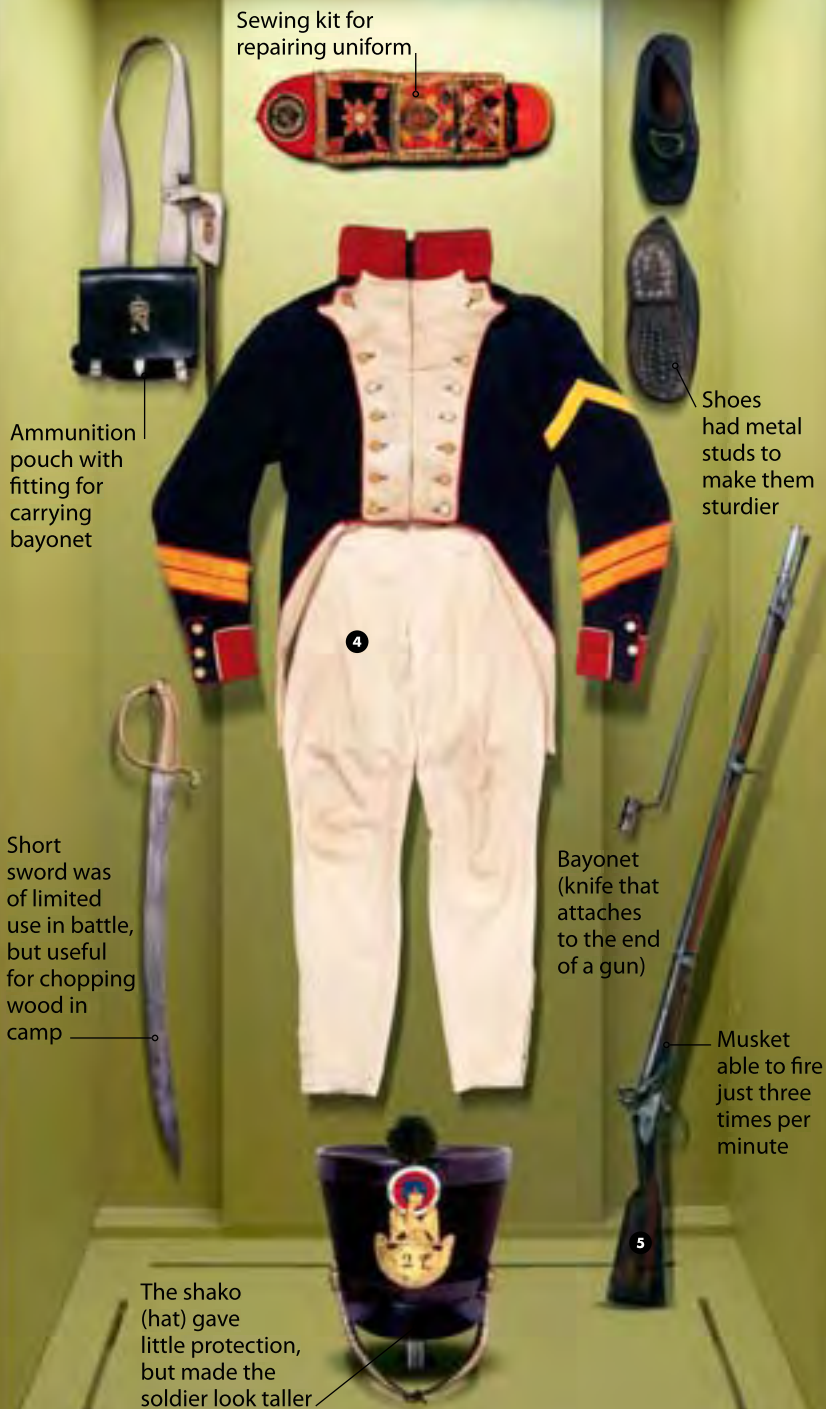 Sewing kit for
repairing uniform
Ammunition
pouch with
fitting for
carrying
bayonet
Shoes
had metal
studs to
make them
sturdier
4
Short
sword was
of limited
use in battle,
but useful
for chopping
wood in
camp
Bayonet
(knife that
attaches
to the end
of a gun)
Musket
able to fire
just three
times per
minute
5
The shako
(hat) gave
little protection,
but made the
soldier look taller